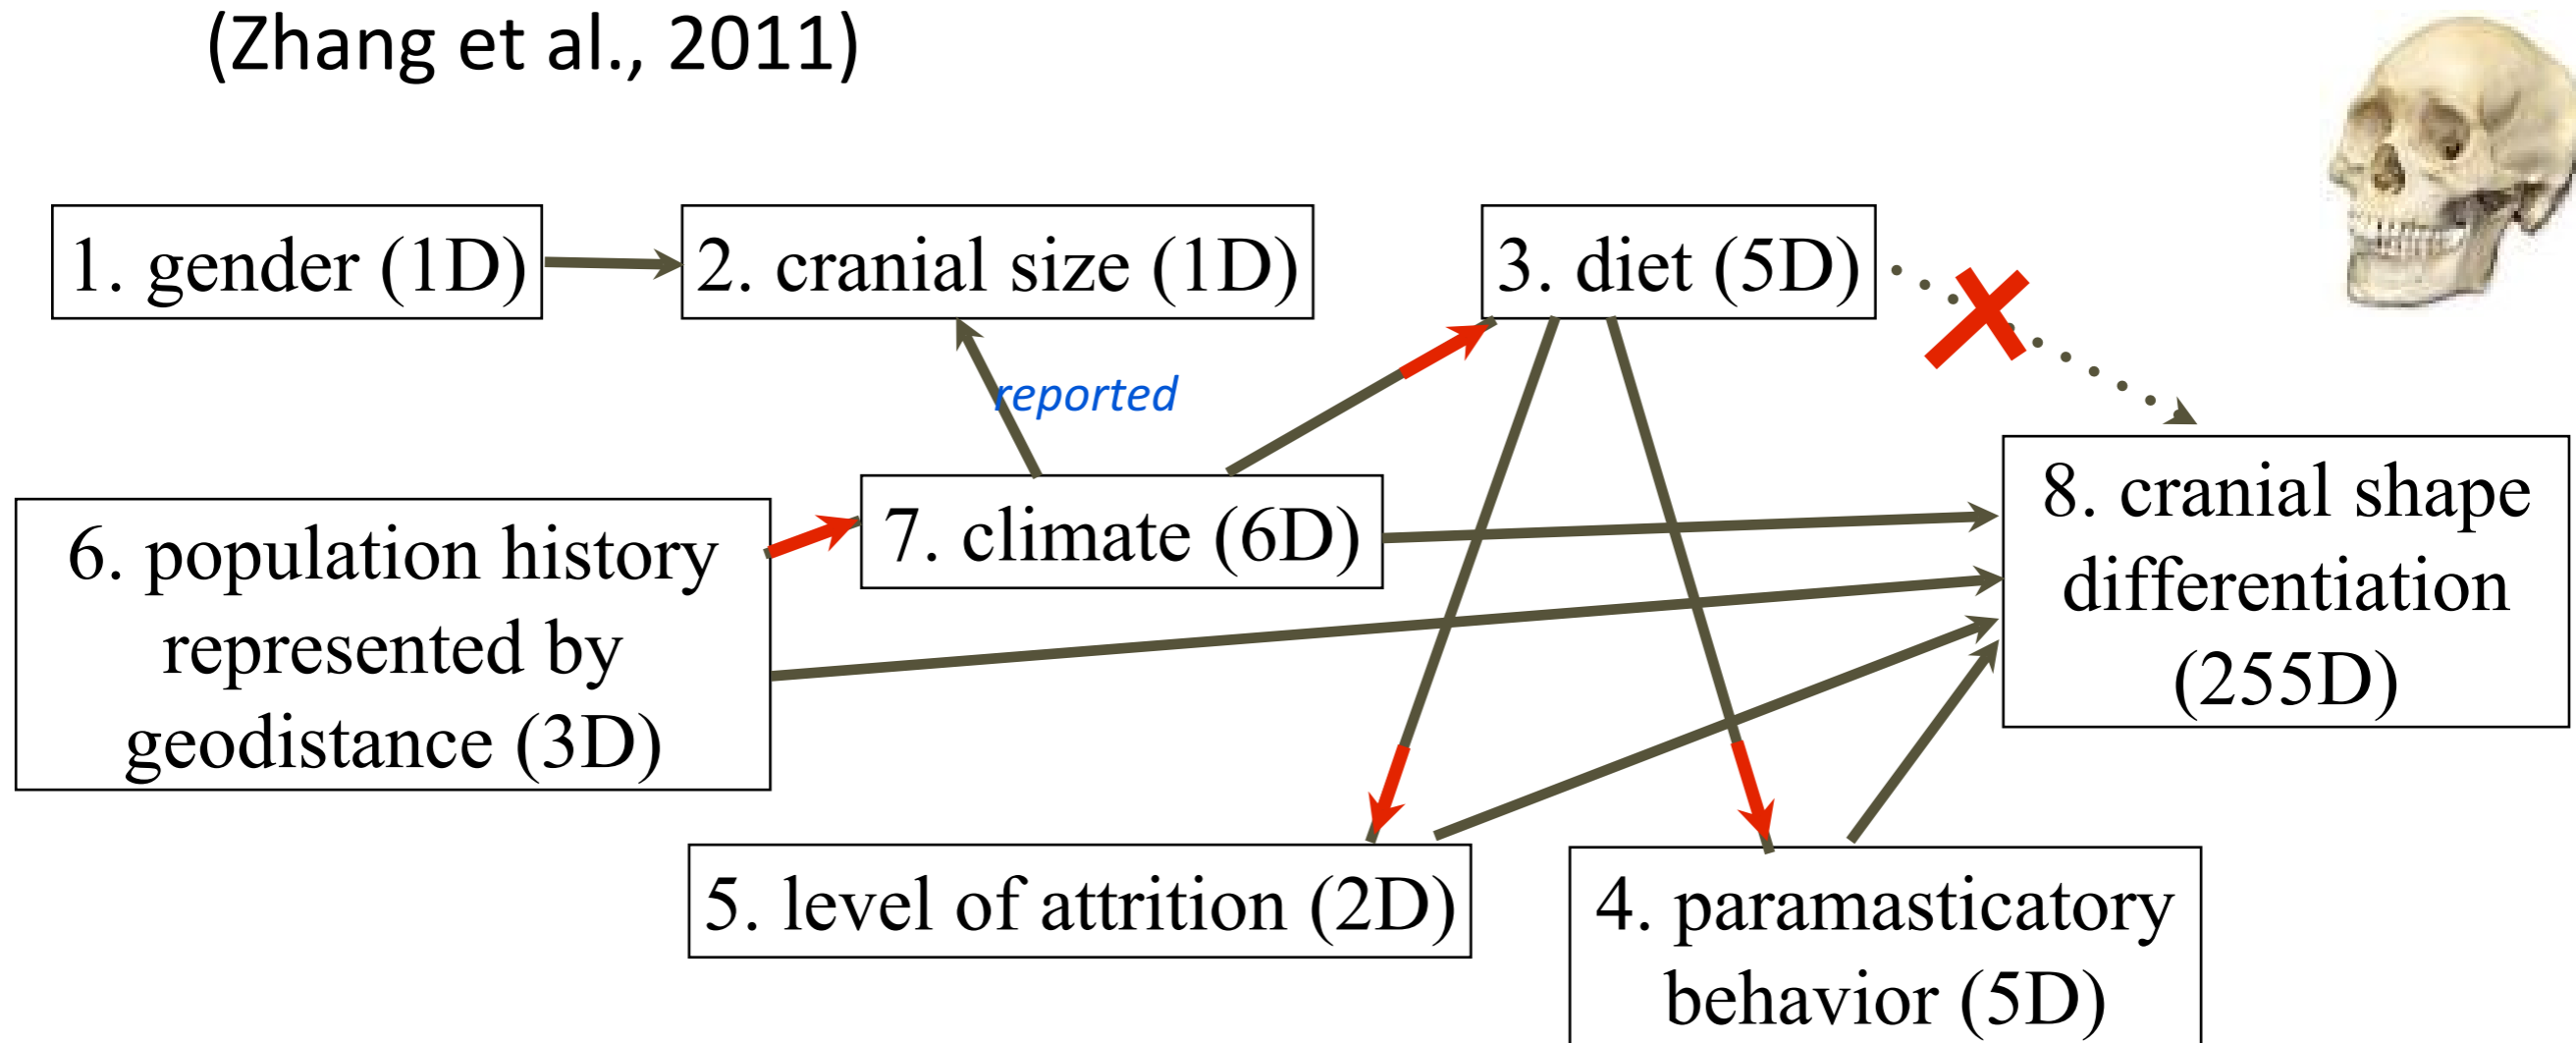 (Zhang et al., 2011)
1. gender (1D)
2. cranial size (1D)
3. diet (5D)
reported
6. population history
represented by
geodistance (3D)
7. climate (6D)
8. cranial shape
differentiation
(255D)
5. level of attrition (2D)
4. paramasticatory
behavior (5D)